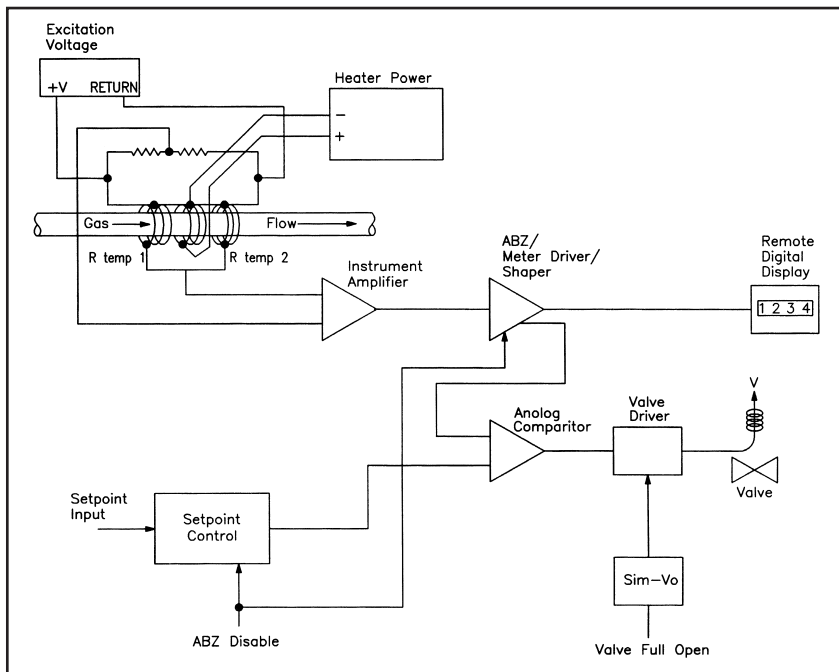 Excitation
Voltage
+V RETURN
Heater Power
−
+
Gas
Flow
R temp 1
R temp 2
Instrument
Amplifier
ABZ/
Meter Driver/
Shaper
Remote
Digital
Display
1 2 3 4
V
Valve
Driver
Analog
Comparitor
Valve
Setpoint
Input
Setpoint
Control
Sim-Vo
ABZ Disable
Valve Full Open